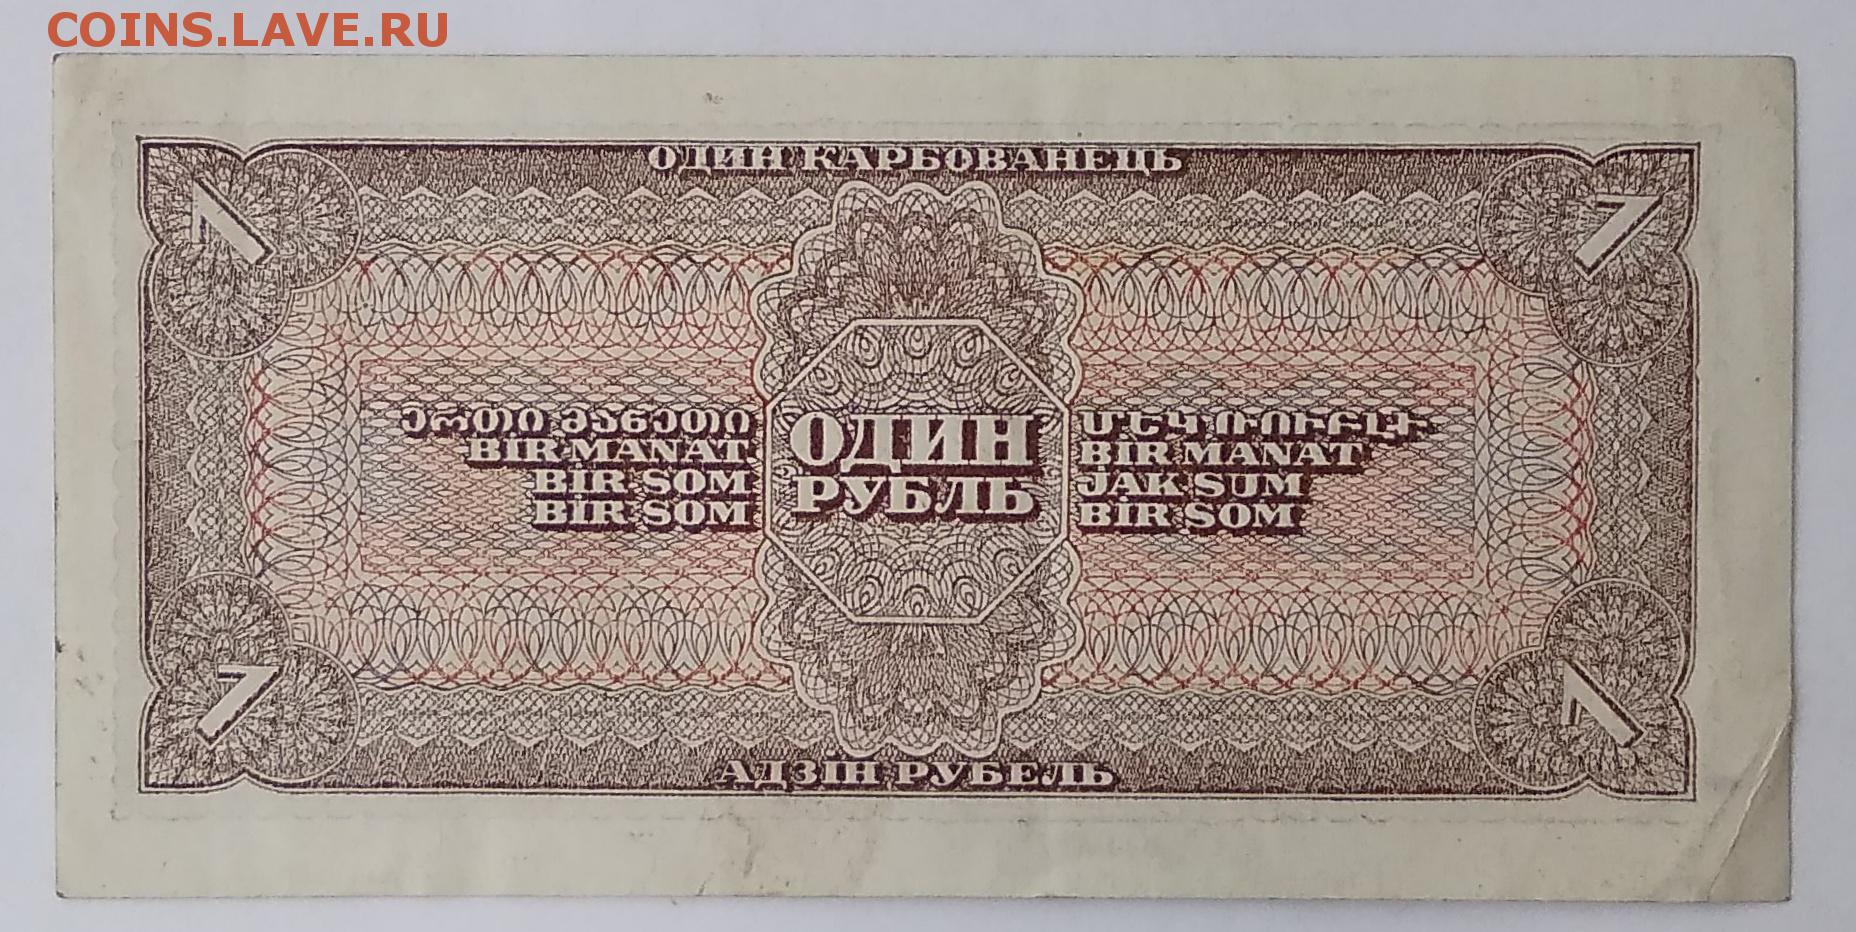 COINS.LAVE.RU
ОДИН КАРБОВАНЕЦЬ
1 1
ᲔᲠᲗᲘ ᲛᲐᲜᲔᲗᲘ
BIR MANAT
BIR SOM
BIR SOM
ОДИН
РУБЛЬ
ՄԵԿ ՌՈՒԲԼԻ
BIR MANAT
JAK SUM
BIR SOM
1 1
АДЗІН РУБЕЛЬ